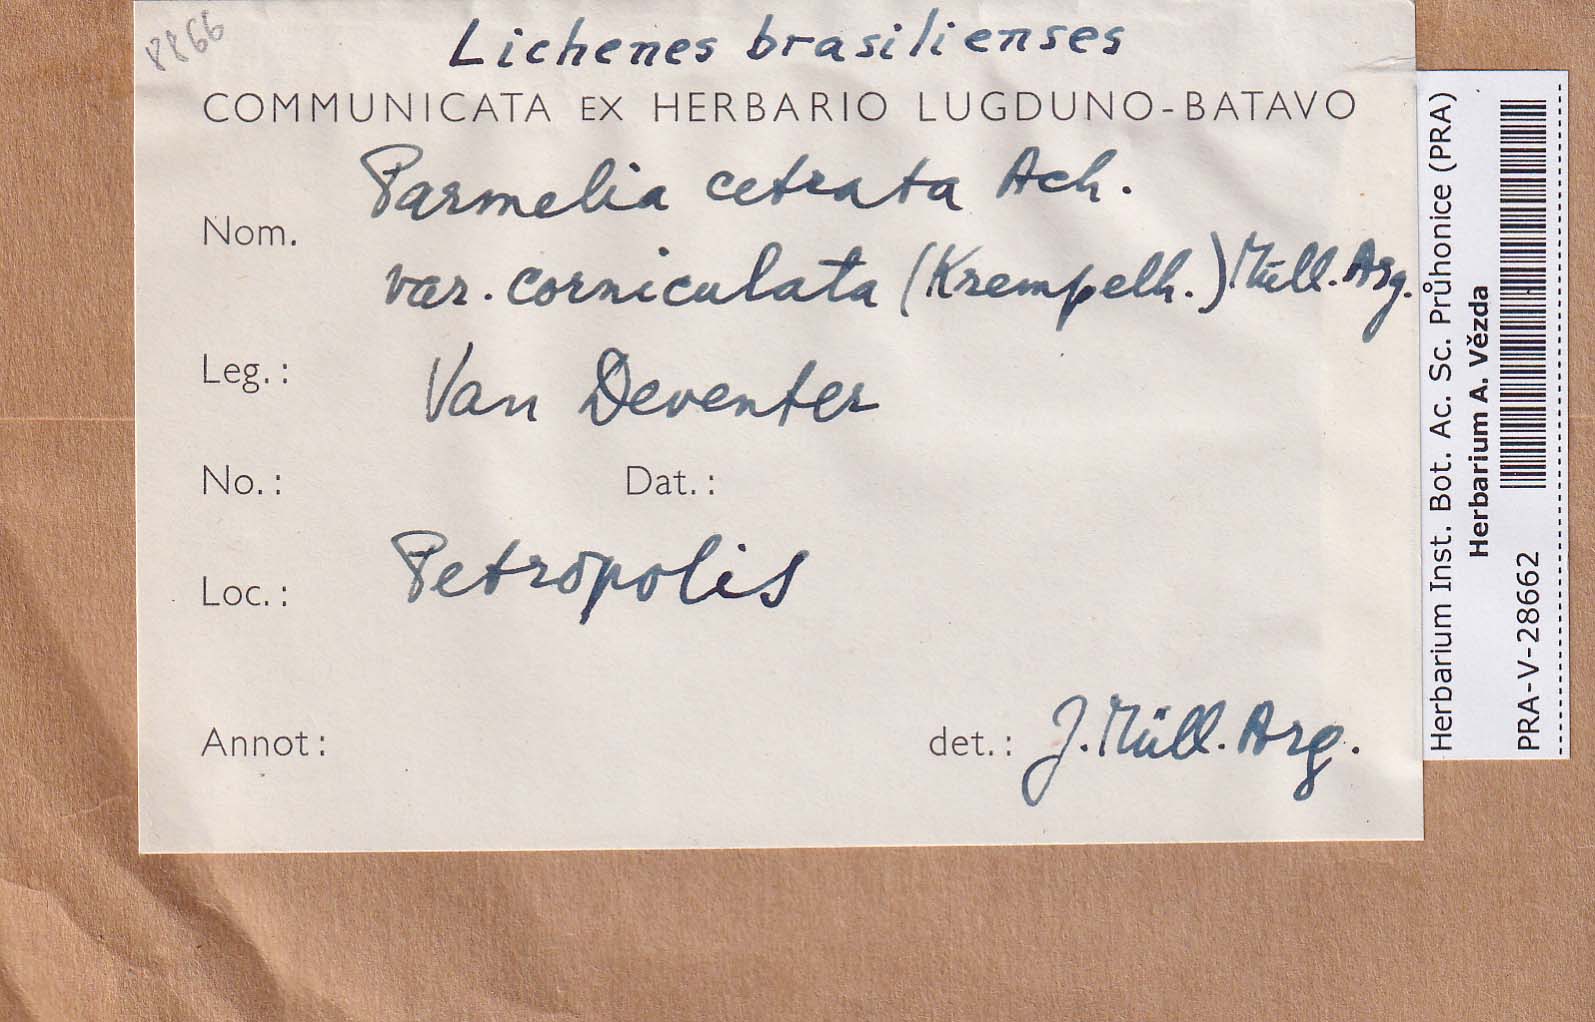 8866
Lichenes brasilienses
COMMUNICATA EX HERBARIO LUGDUNO-BATAVO
Nom. Parmelia cetrata Ach.
var. corniculata (Krempelh.) Müll. Arg.
Leg.: Van Deventer
No.: Dat.:
Loc.: Petropolis
Annot: det.: J. Müll. Arg.
Herbarium Inst. Bot. Ac. Sc. Průhonice (PRA)
Herbarium A. Vězda
PRA-V-28662